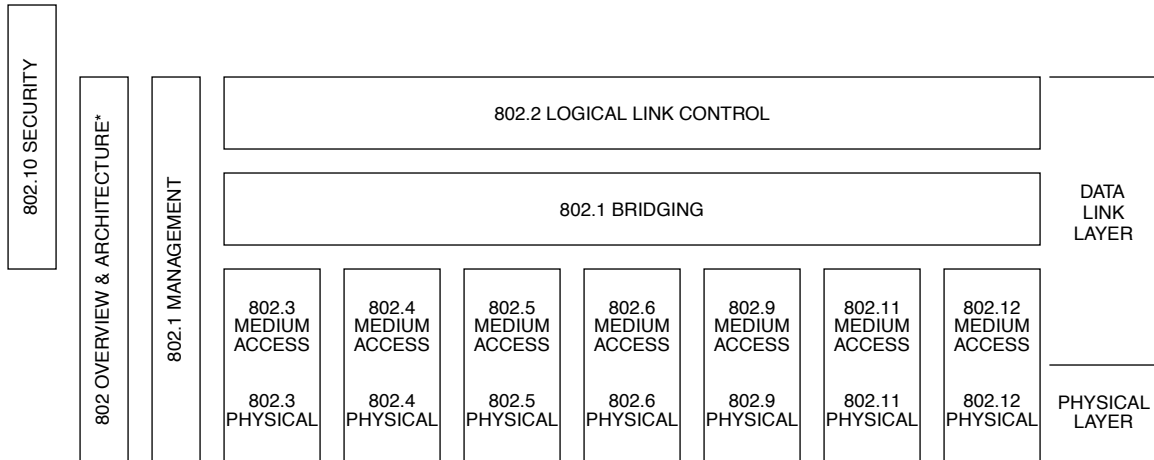 802.10 SECURITY
802 OVERVIEW & ARCHITECTURE*
802.1 MANAGEMENT
802.2 LOGICAL LINK CONTROL
802.1 BRIDGING
DATA
LINK
LAYER
802.3
MEDIUM
ACCESS
802.3
PHYSICAL
802.4
MEDIUM
ACCESS
802.4
PHYSICAL
802.5
MEDIUM
ACCESS
802.5
PHYSICAL
802.6
MEDIUM
ACCESS
802.6
PHYSICAL
802.9
MEDIUM
ACCESS
802.9
PHYSICAL
802.11
MEDIUM
ACCESS
802.11
PHYSICAL
802.12
MEDIUM
ACCESS
802.12
PHYSICAL
PHYSICAL
LAYER